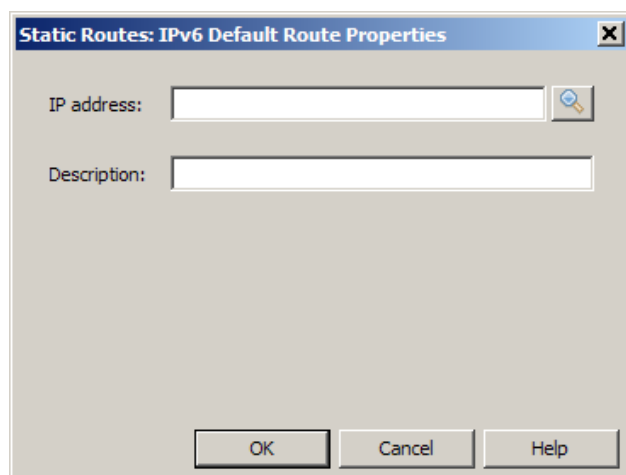 Static Routes: IPv6 Default Route Properties
IP address:
Description:
OK Cancel Help